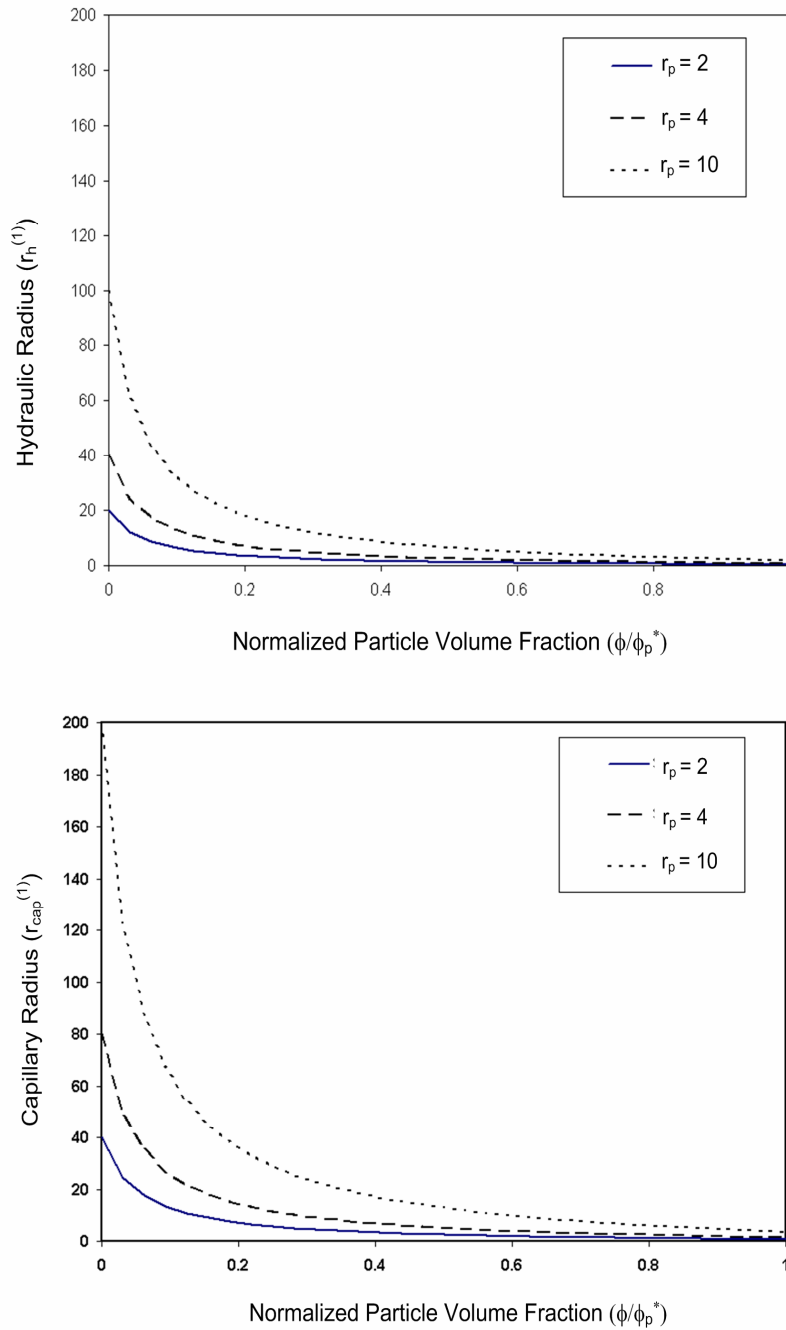 200
180
160
140
120
100
80
60
40
20
0
Hydraulic Radius (rₕ⁽¹⁾)
rₚ = 2
rₚ = 4
rₚ = 10
0 0.2 0.4 0.6 0.8
Normalized Particle Volume Fraction (ϕ/ϕₚ*)
200
180
160
140
120
100
80
60
40
20
0
Capillary Radius (r_cap⁽¹⁾)
rₚ = 2
rₚ = 4
rₚ = 10
0 0.2 0.4 0.6 0.8 1
Normalized Particle Volume Fraction (ϕ/ϕₚ*)